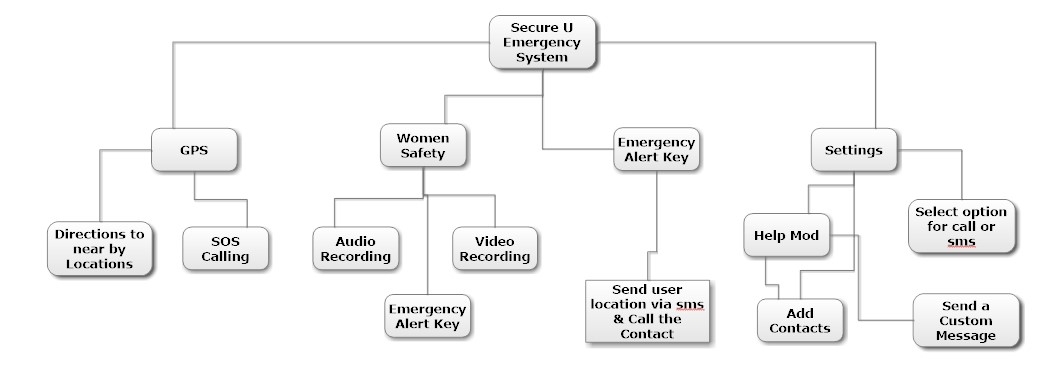 Secure U
Emergency
System
GPS
Women
Safety
Emergency
Alert Key
Settings
Directions to
near by
Locations
SOS
Calling
Audio
Recording
Video
Recording
Emergency
Alert Key
Send user
location via sms
& Call the
Contact
Help Mod
Select option
for call or
sms
Add
Contacts
Send a
Custom
Message